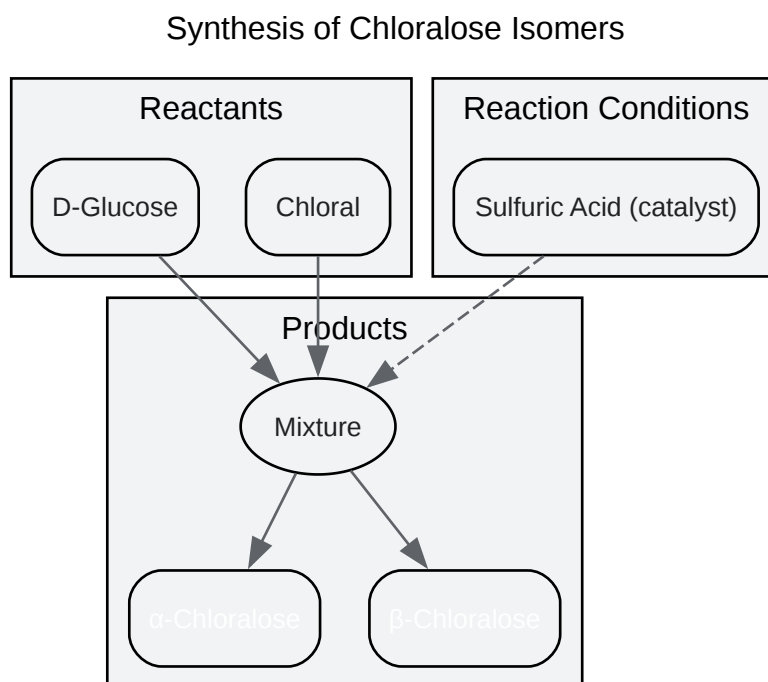 Synthesis of Chloralose Isomers
Reactants
Reaction Conditions
D-Glucose
Chloral
Sulfuric Acid (catalyst)
Products
Mixture
α-Chloralose
β-Chloralose